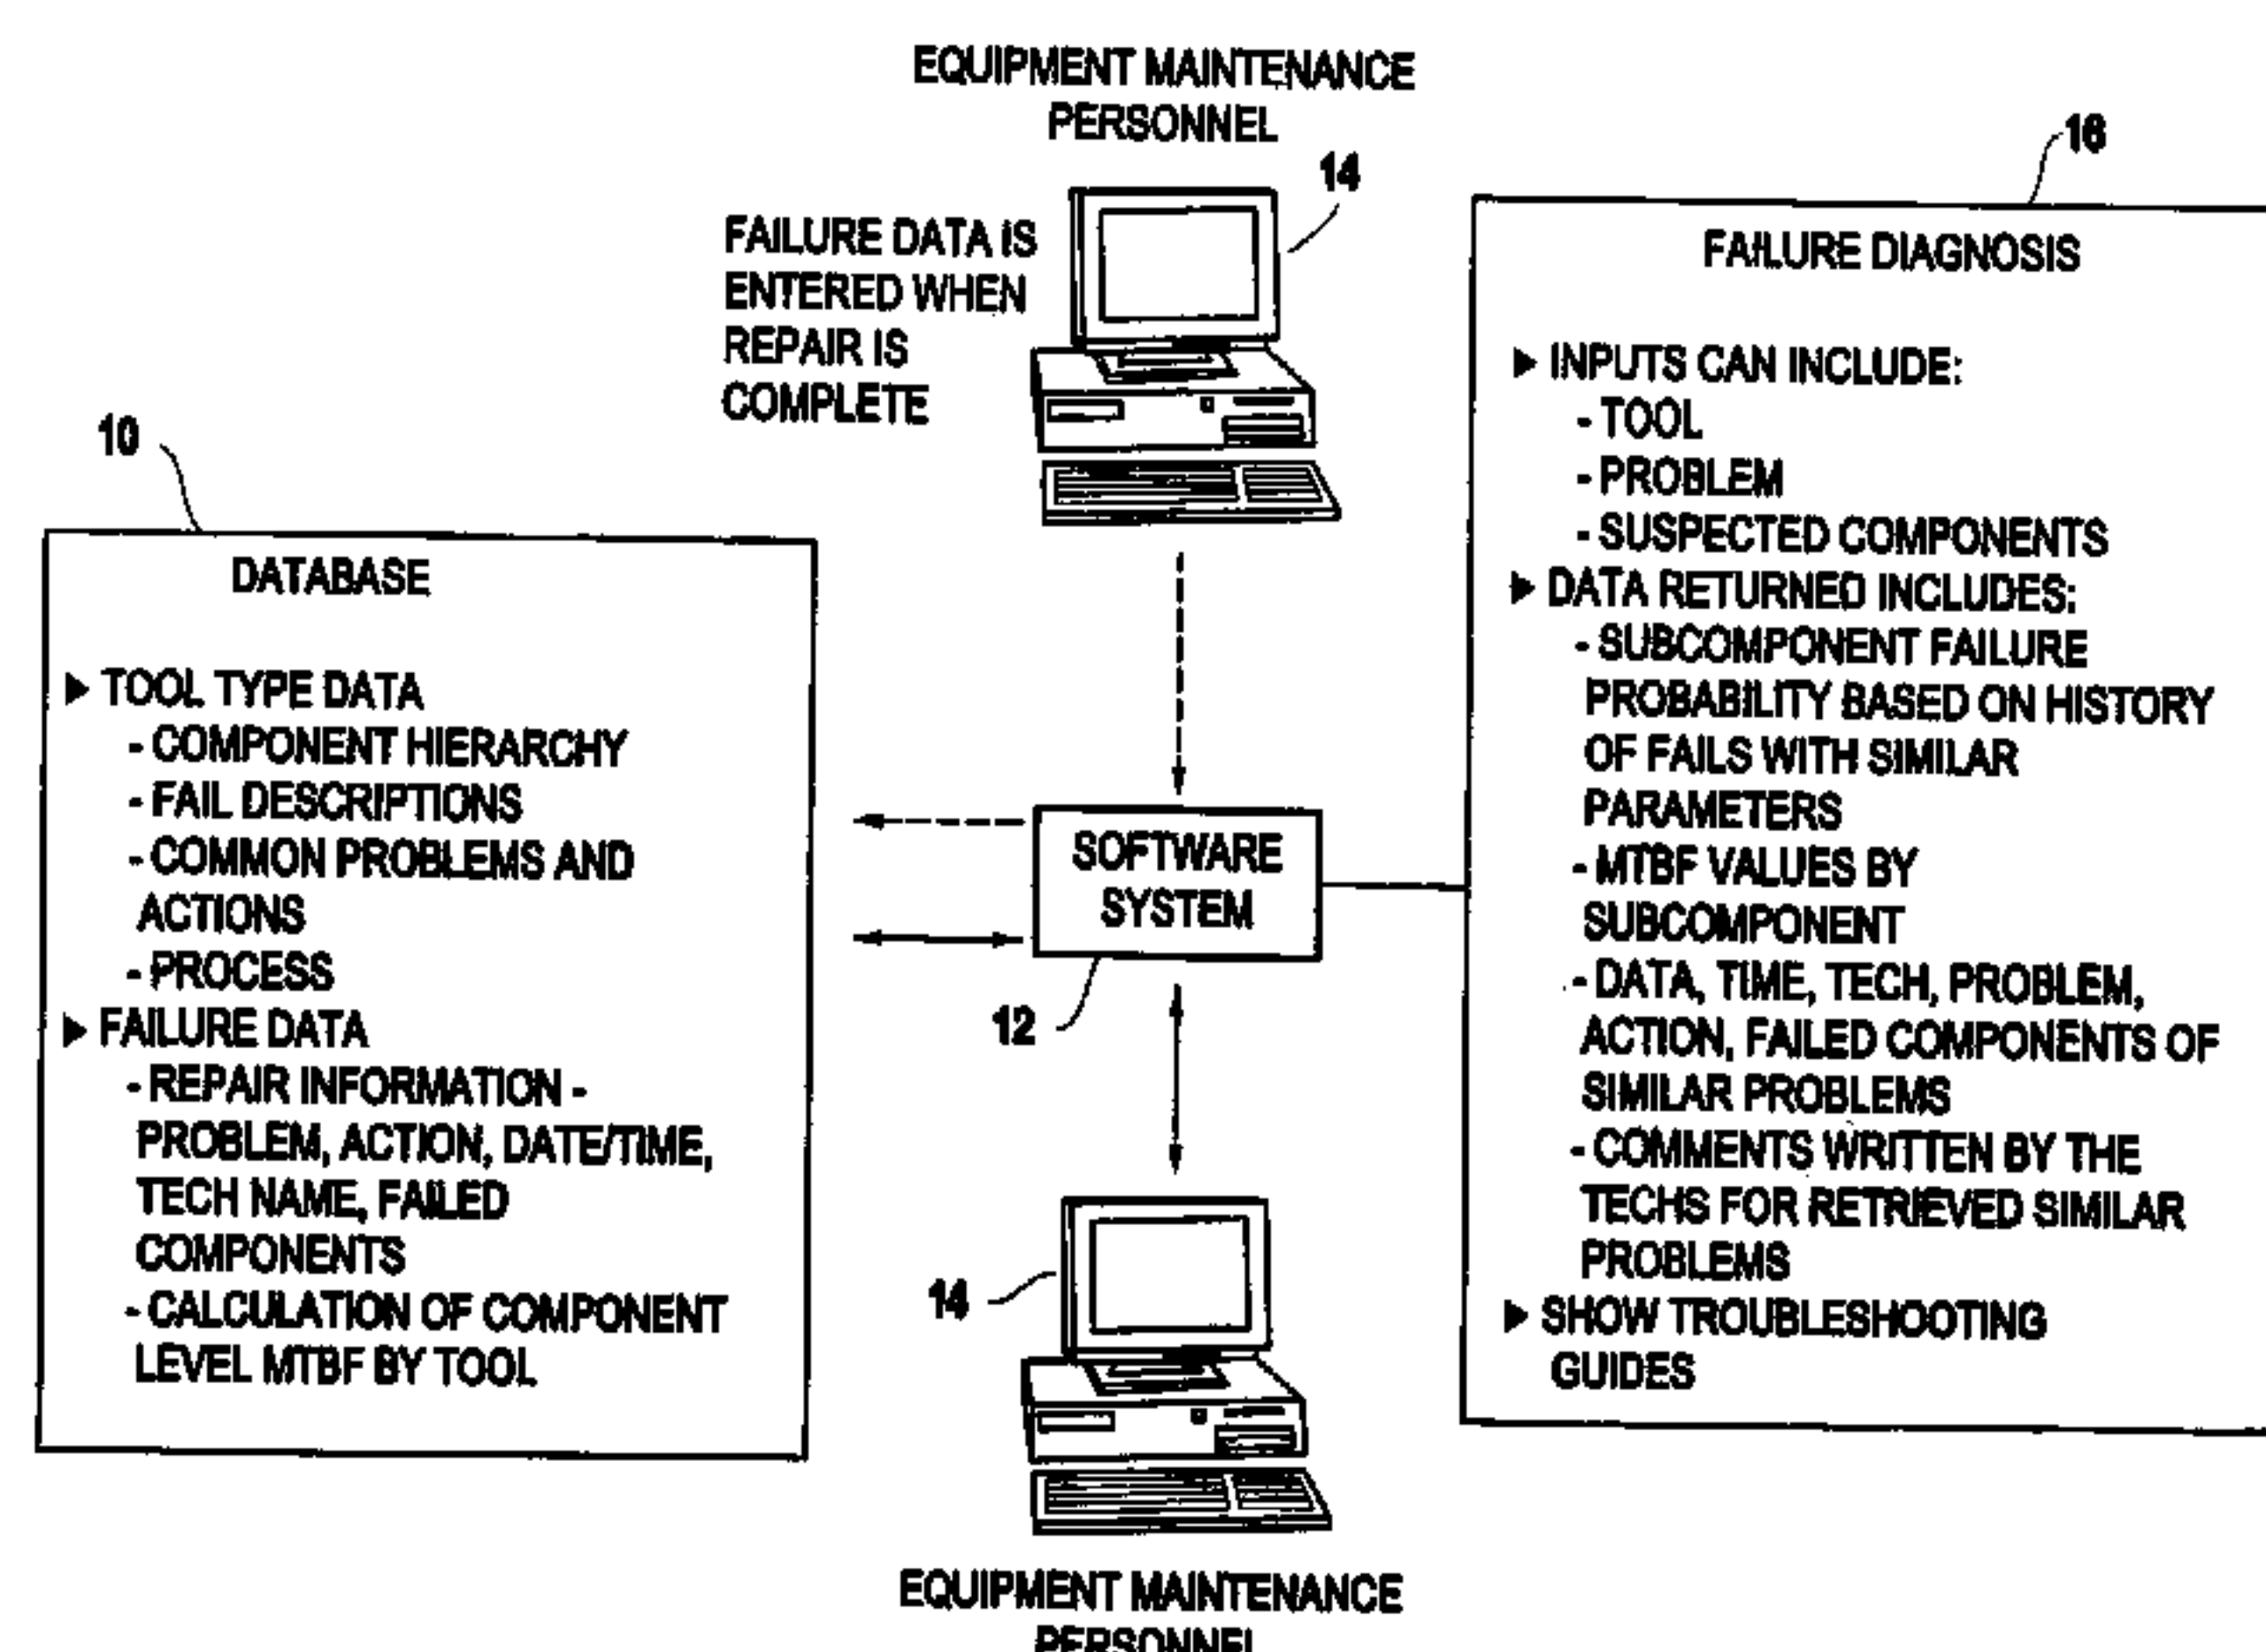 EQUIPMENT MAINTENANCE
PERSONNEL
14
FAILURE DATA IS
ENTERED WHEN
REPAIR IS
COMPLETE
10
DATABASE
▶ TOOL TYPE DATA
- COMPONENT HIERARCHY
- FAIL DESCRIPTIONS
- COMMON PROBLEMS AND
ACTIONS
- PROCESS
▶ FAILURE DATA
- REPAIR INFORMATION -
PROBLEM, ACTION, DATE/TIME,
TECH NAME, FAILED
COMPONENTS
- CALCULATION OF COMPONENT
LEVEL MTBF BY TOOL
SOFTWARE
SYSTEM
12
14
EQUIPMENT MAINTENANCE
PERSONNEL
16
FAILURE DIAGNOSIS
▶ INPUTS CAN INCLUDE:
- TOOL
- PROBLEM
- SUSPECTED COMPONENTS
▶ DATA RETURNED INCLUDES:
- SUBCOMPONENT FAILURE
PROBABILITY BASED ON HISTORY
OF FAILS WITH SIMILAR
PARAMETERS
- MTBF VALUES BY
SUBCOMPONENT
- DATA, TIME, TECH, PROBLEM,
ACTION, FAILED COMPONENTS OF
SIMILAR PROBLEMS
- COMMENTS WRITTEN BY THE
TECHS FOR RETRIEVED SIMILAR
PROBLEMS
▶ SHOW TROUBLESHOOTING
GUIDES